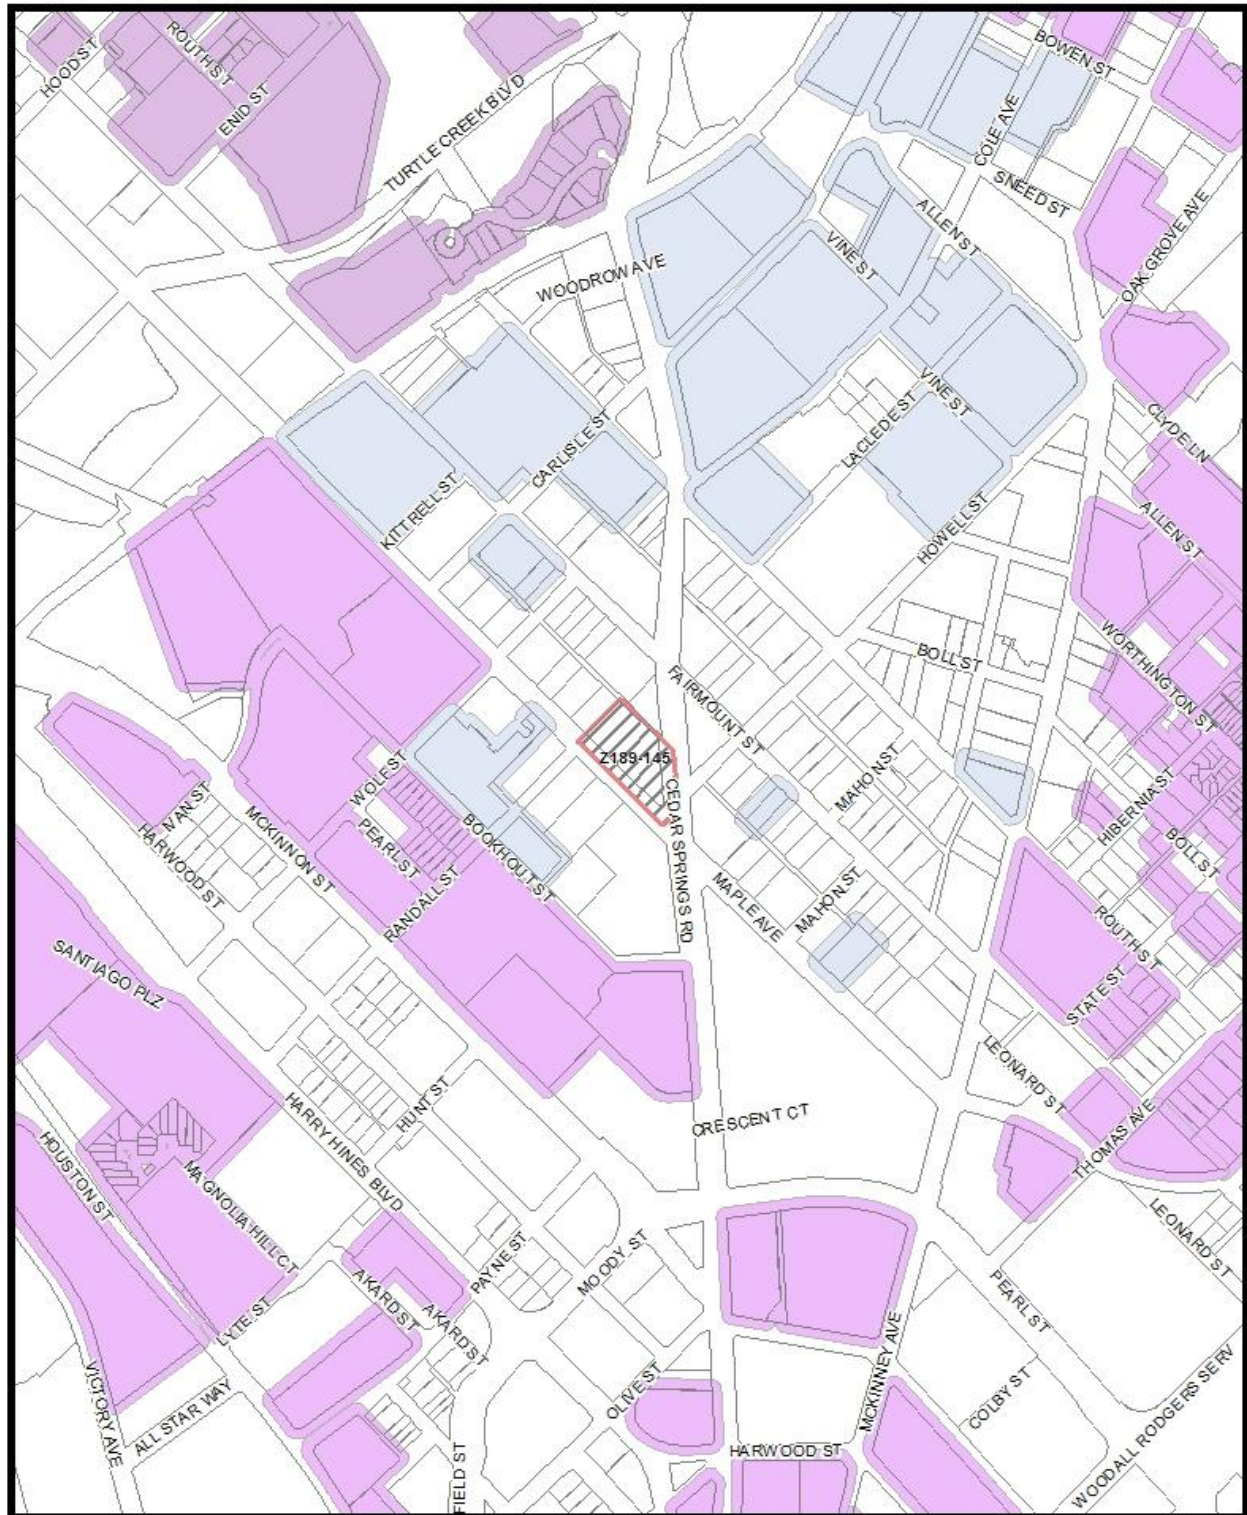 BOWEN ST
HOOD ST
ROUTH ST
ENID ST
TURTLE CREEK BLVD
COLE AVE
SNEED ST
ALLEN ST
OAK GROVE AVE
VINE ST
WOODROW AVE
VINE ST
CLYDE LN
LACLEDE ST
CARLISLE ST
KITTRELL ST
HOWELL ST
ALLEN ST
WORTHINGTON ST
BOLL ST
FAIRMOUNT ST
Z189-145
MAHON ST
CEDAR SPRINGS RD
WOLF ST
IVAN ST
HARWOOD ST
MCKINNON ST
PEARL ST
BOOKHOUT ST
RANDALL ST
HIBERNIA ST
BOLL ST
MAPLE AVE
MAHON ST
ROUTH ST
STATE ST
SANTIAGO PLZ
LEONARD ST
HUNT ST
HARRY HINES BLVD
CRESCENT CT
THOMAS AVE
HOUSTON ST
MAGNOLIA HILL CT
LEONARD ST
PAYNE ST
MOODY ST
AKARD ST
AKARD ST
LYTE ST
PEARL ST
MCKINNEY AVE
VICTORY AVE
ALL STAR WAY
OLIVE ST
COLBY ST
FIELD ST
HARWOOD ST
WOODALL RODGERS SERV